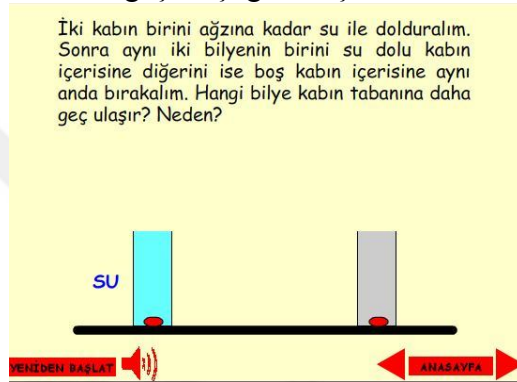 İki kabın birini ağzına kadar su ile dolduralım.
Sonra aynı iki bilyenin birini su dolu kabın
içerisine diğerini ise boş kabın içerisine aynı
anda bırakalım. Hangi bilye kabın tabanına daha
geç ulaşır? Neden?
SU
YENİDEN BAŞLAT
ANASAYFA